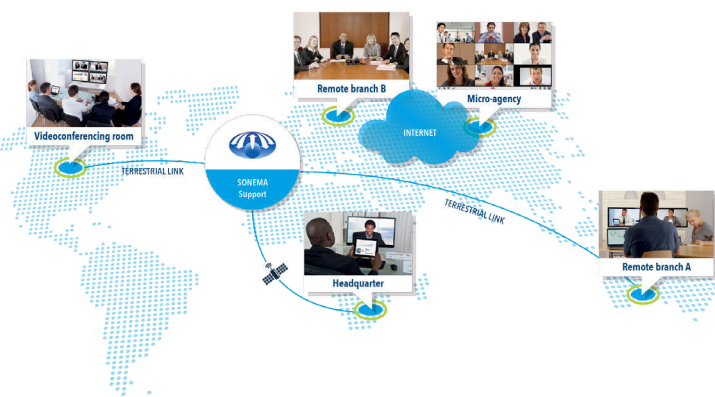 Remote branch B
Micro-agency
Videoconferencing room
INTERNET
TERRESTRIAL LINK
SONEMA
Support
TERRESTRIAL LINK
Remote branch A
Headquarter